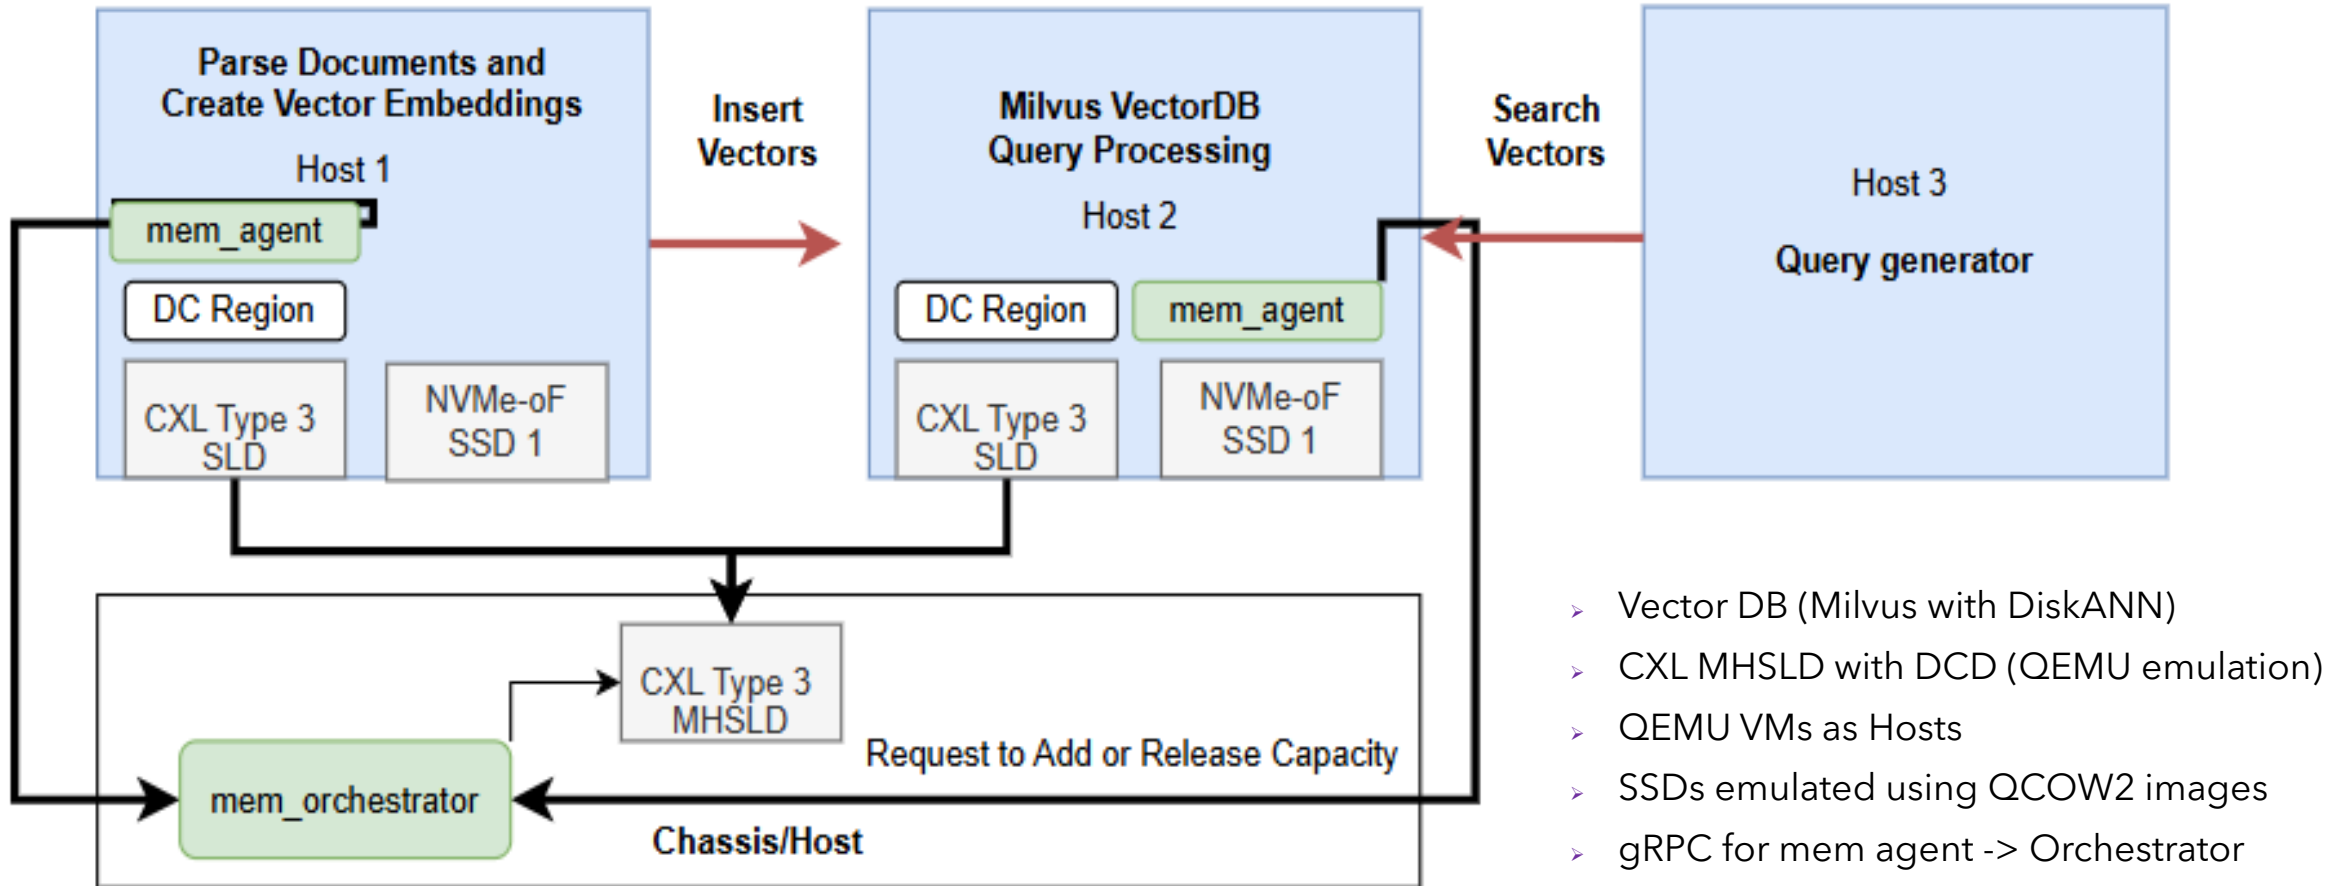 Parse Documents and
Create Vector Embeddings
Host 1
mem_agent
DC Region
CXL Type 3
SLD
NVMe-oF
SSD 1
Insert
Vectors
Milvus VectorDB
Query Processing
Host 2
DC Region
mem_agent
CXL Type 3
SLD
NVMe-oF
SSD 1
Search
Vectors
Host 3
Query generator
CXL Type 3
MHSLD
Request to Add or Release Capacity
mem_orchestrator
Chassis/Host
Vector DB (Milvus with DiskANN)
CXL MHSLD with DCD (QEMU emulation)
QEMU VMs as Hosts
SSDs emulated using QCOW2 images
gRPC for mem agent -> Orchestrator